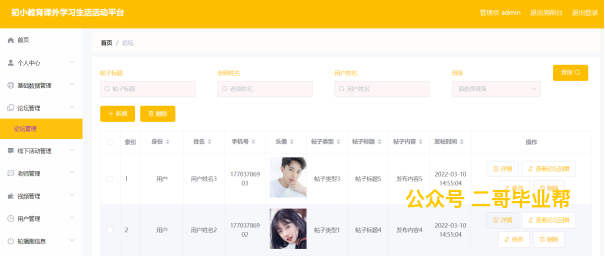 初小教育课外学习生活活动平台
管理员 admin 退出到前台 退出登录
首页
首页 / 论坛
个人中心
基础数据管理
论坛管理
论坛管理
线下活动管理
老师管理
视频管理
用户管理
轮播图信息
帖子标题 老师姓名 用户姓名 班级
帖子标题 老师姓名 用户姓名 请选择班级
查询
+ 新增 删除
索引 身份 姓名 手机号 头像 帖子类型 帖子标题 帖子内容 发帖时间 操作
1 用户 用户姓名3 17703786903 帖子类型3 帖子标题5 发布内容5 2022-03-10 14:55:04 详情 查看论坛回复 修改 删除
2 用户 用户姓名2 17703786902 帖子类型1 帖子标题4 发布内容4 2022-03-10 14:55:04 详情 查看论坛回复 修改 删除
公众号 二哥毕业帮